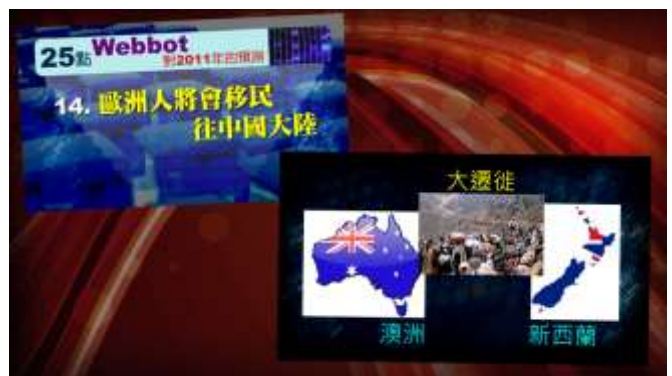 25點 Webbot
對2011年的預測
14. 歐洲人將會移民
往中國大陸
大遷徙
澳洲
新西蘭